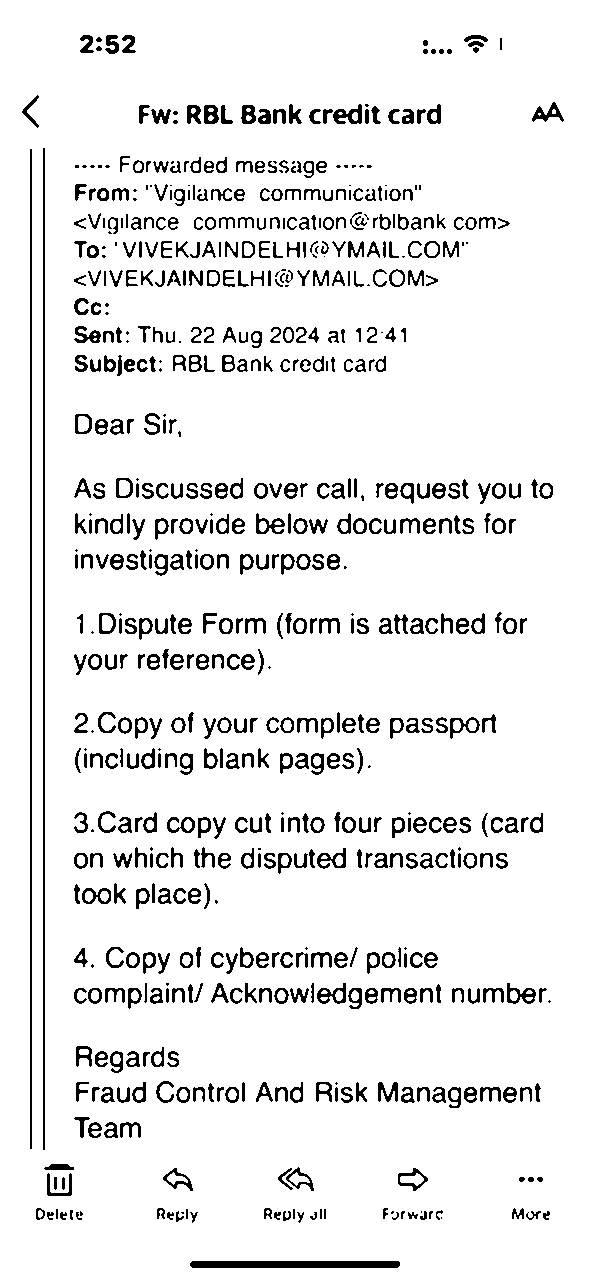 2:52
Fw: RBL Bank credit card
AA
----- Forwarded message -----
From: "Vigilance communication"
<Vigilance communication@rblbank com>
To: "VIVEKJAINDELHI@YMAIL.COM"
<VIVEKJAINDELHI@YMAIL.COM>
Cc:
Sent: Thu. 22 Aug 2024 at 12:41
Subject: RBL Bank credit card
Dear Sir,
As Discussed over call, request you to
kindly provide below documents for
investigation purpose.
1.Dispute Form (form is attached for
your reference).
2.Copy of your complete passport
(including blank pages).
3.Card copy cut into four pieces (card
on which the disputed transactions
took place).
4. Copy of cybercrime/ police
complaint/ Acknowledgement number.
Regards
Fraud Control And Risk Management
Team
Delete
Reply
Reply all
Forward
More